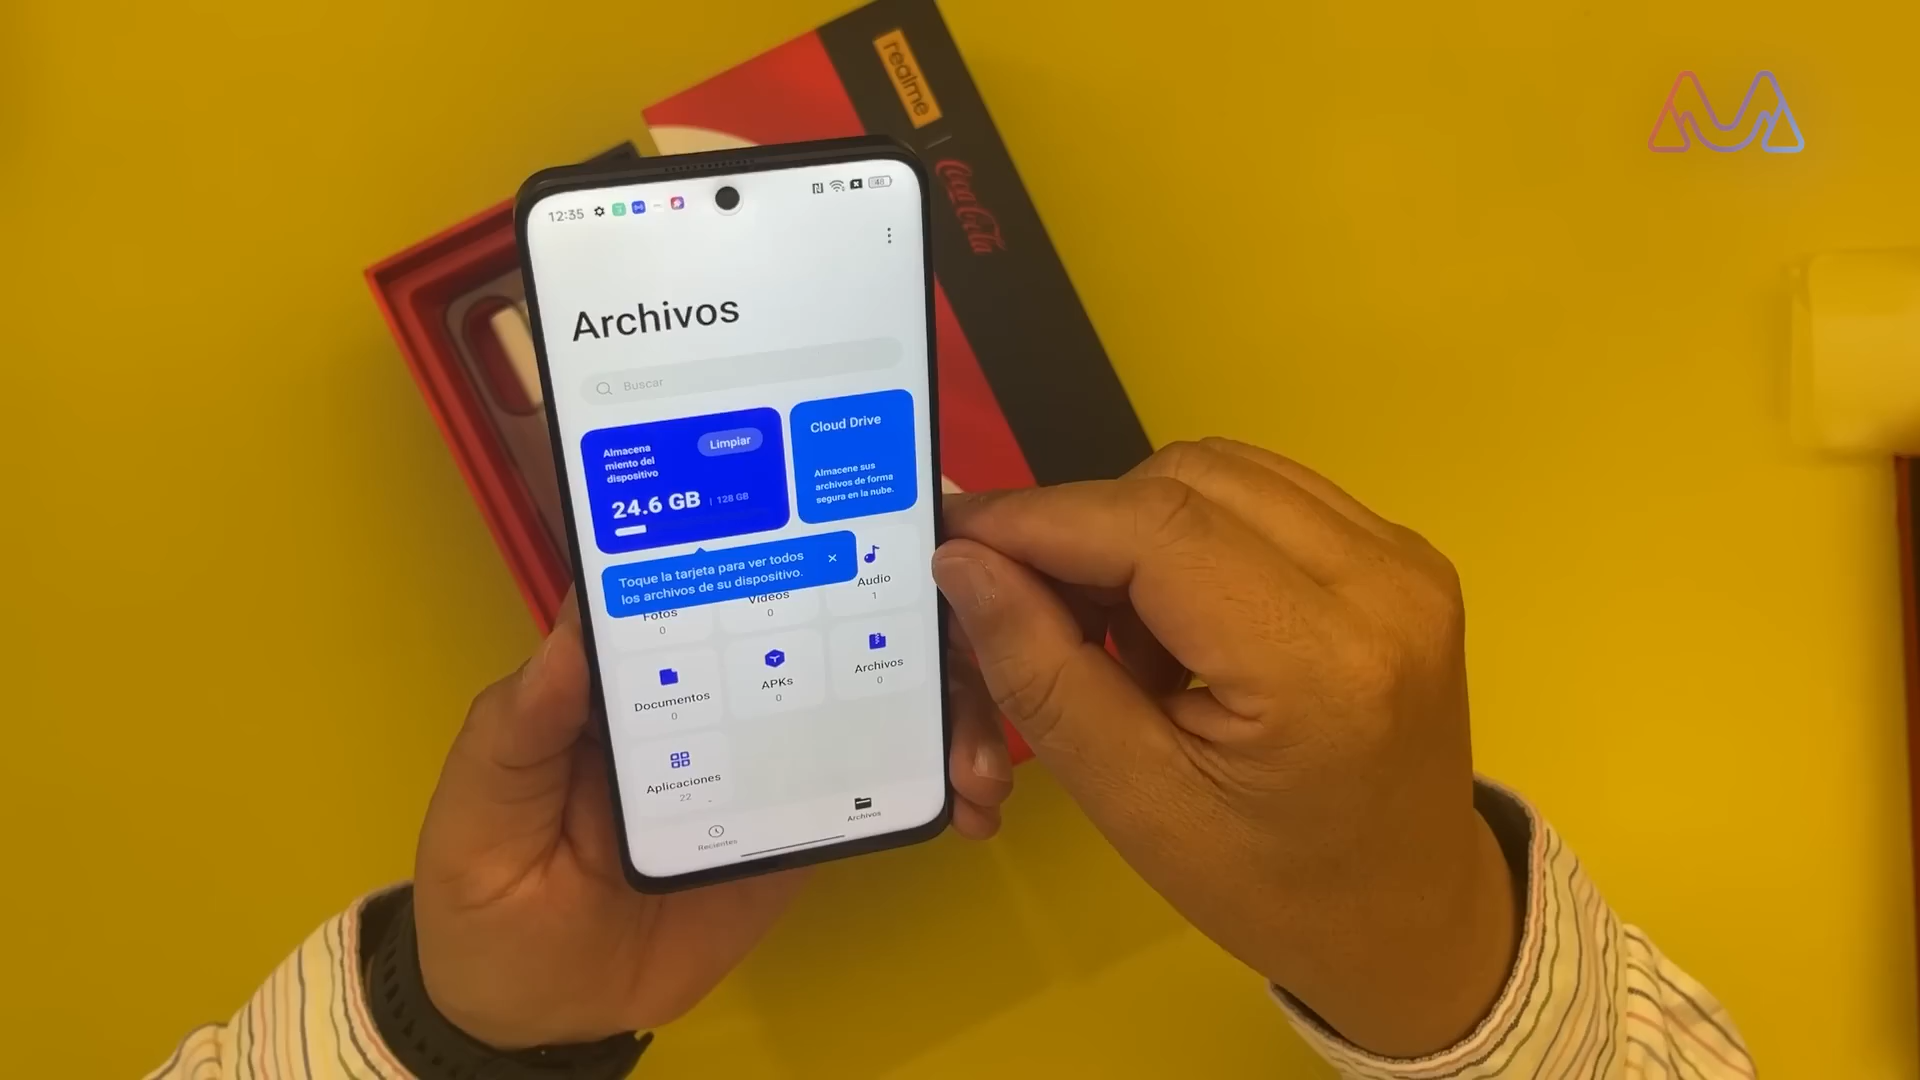 realme
Coca-Cola
12:35
48
Archivos
Buscar
Almacena
miento del
dispositivo
Limpiar
24.6 GB | 128 GB
Cloud Drive
Almacene sus
archivos de forma
segura en la nube.
Toque la tarjeta para ver todos
los archivos de su dispositivo.
Fotos
0
Videos
0
Audio
1
Documentos
0
APKs
0
Archivos
0
Aplicaciones
22
Recientes
Archivos